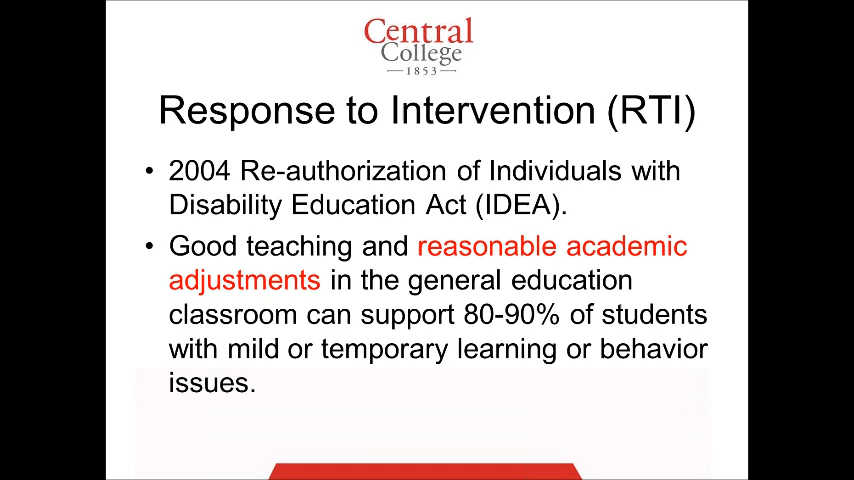 Central
College
1853
Response to Intervention (RTI)
• 2004 Re-authorization of Individuals with
Disability Education Act (IDEA).
• Good teaching and reasonable academic
adjustments in the general education
classroom can support 80-90% of students
with mild or temporary learning or behavior
issues.